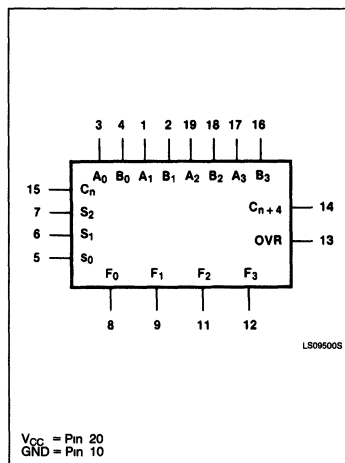 3 4 1 2 19 18 17 16
A0 B0 A1 B1 A2 B2 A3 B3
15 Cn
7 S2
6 S1
5 S0
Cn+4 14
OVR 13
F0 F1 F2 F3
8 9 11 12
LS09500S
VCC = Pin 20
GND = Pin 10